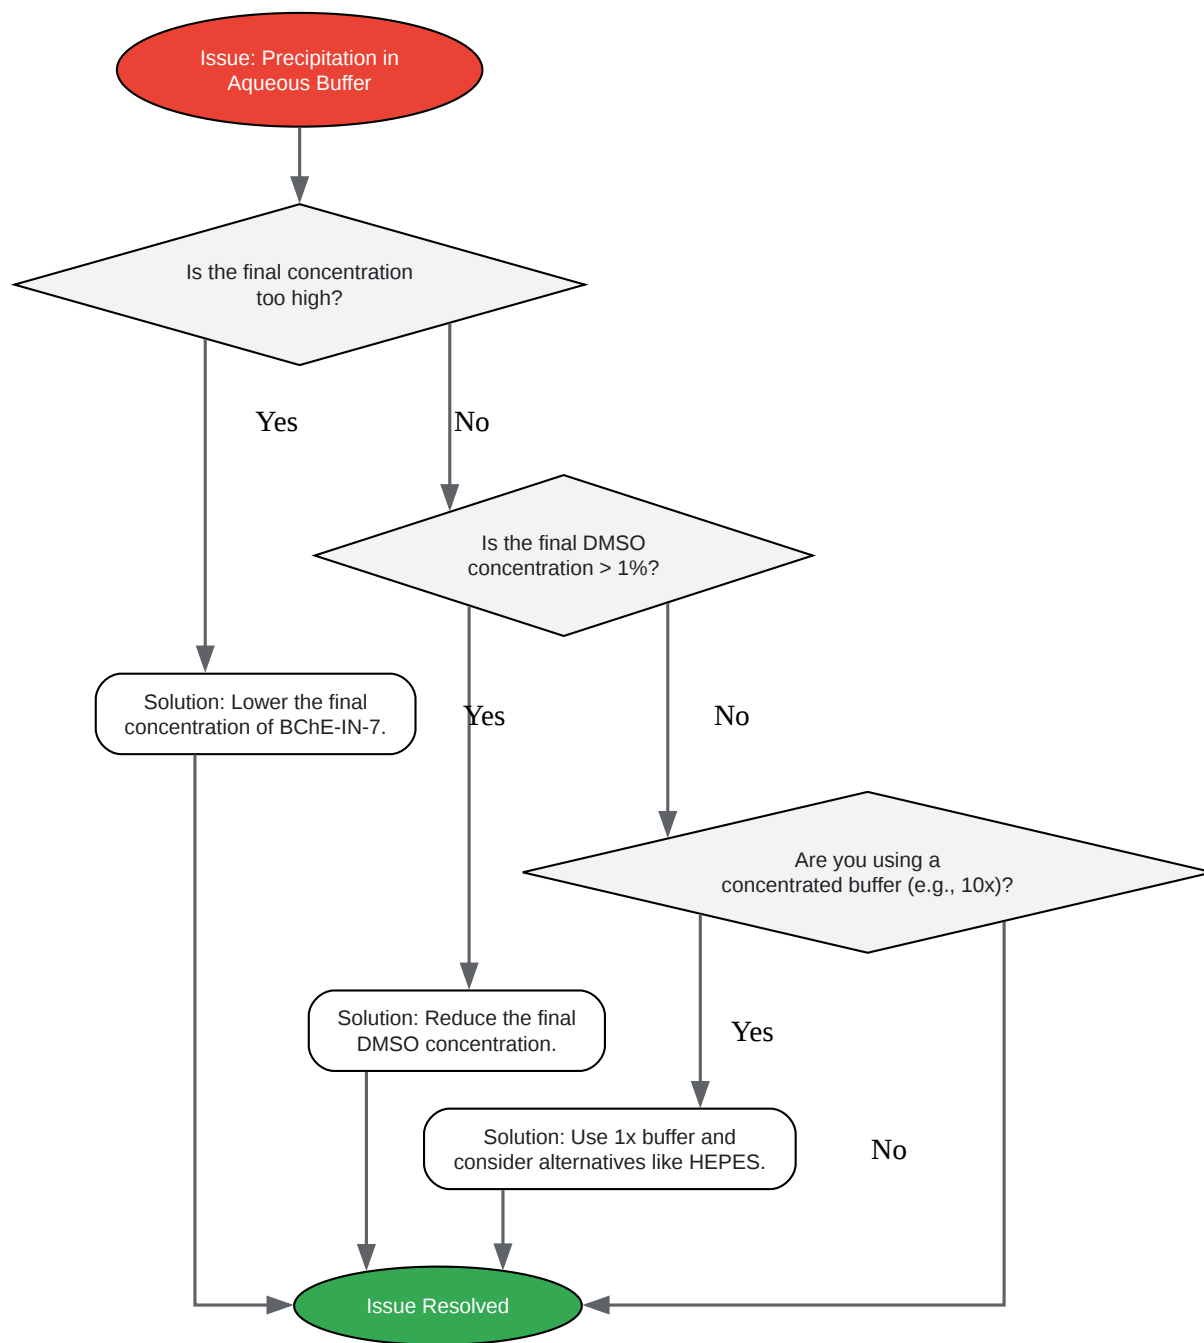 Issue: Precipitation in
Aqueous Buffer
Is the final concentration
too high?
Yes
No
Is the final DMSO
concentration > 1%?
Solution: Lower the final
concentration of BChE-IN-7.
Yes
No
Are you using a
concentrated buffer (e.g., 10x)?
Solution: Reduce the final
DMSO concentration.
Yes
Solution: Use 1x buffer and
consider alternatives like HEPES.
No
Issue Resolved